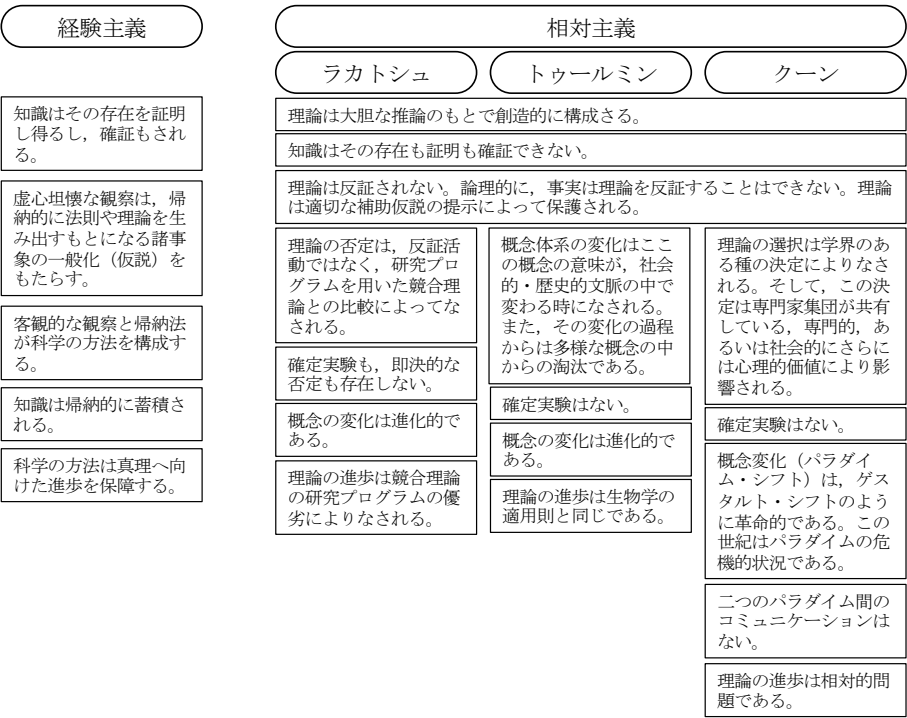 経験主義
知識はその存在を証明
し得るし，確証もされ
る。
虚心坦懐な観察は，帰
納的に法則や理論を生
み出すもとになる諸事
象の一般化（仮説）を
もたらす。
客観的な観察と帰納法
が科学の方法を構成す
る。
知識は帰納的に蓄積さ
れる。
科学の方法は真理へ向
けた進歩を保障する。
相対主義
ラカトシュ
トゥールミン
クーン
理論は大胆な推論のもとで創造的に構成さる。
知識はその存在も証明も確証できない。
理論は反証されない。論理的に，事実は理論を反証することはできない。理論
は適切な補助仮説の提示によって保護される。
理論の否定は，反証活
動ではなく，研究プロ
グラムを用いた競合理
論との比較によってな
される。
確定実験も，即決的な
否定も存在しない。
概念の変化は進化的で
ある。
理論の進歩は競合理論
の研究プログラムの優
劣によりなされる。
概念体系の変化はここ
の概念の意味が，社会
的・歴史的文脈の中で
変わる時になされる。
また，その変化の過程
からは多様な概念の中
からの淘汰である。
確定実験はない。
概念の変化は進化的で
ある。
理論の進歩は生物学の
適用則と同じである。
理論の選択は学界のあ
る種の決定によりなさ
れる。そして，この決
定は専門家集団が共有
している，専門的，あ
るいは社会的にさらに
は心理的価値により影
響される。
確定実験はない。
概念変化（パラダイ
ム・シフト）は，ゲス
タルト・シフトのよう
に革命的である。この
世紀はパラダイムの危
機的状況である。
二つのパラダイム間の
コミュニケーションは
ない。
理論の進歩は相対的問
題である。